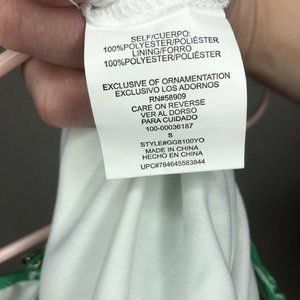 SELF/CUERPO:
100%POLYESTER/POLIÉSTER
LINING/FORRO
100%POLYESTER/POLIÉSTER
EXCLUSIVE OF ORNAMENTATION
EXCLUSIVO LOS ADORNOS
RN#58909
CARE ON REVERSE
VER AL DORSO
PARA CUIDADO
100-00036187
S
STYLE#GG8100YO
MADE IN CHINA
HECHO EN CHINA
UPC#784645583844